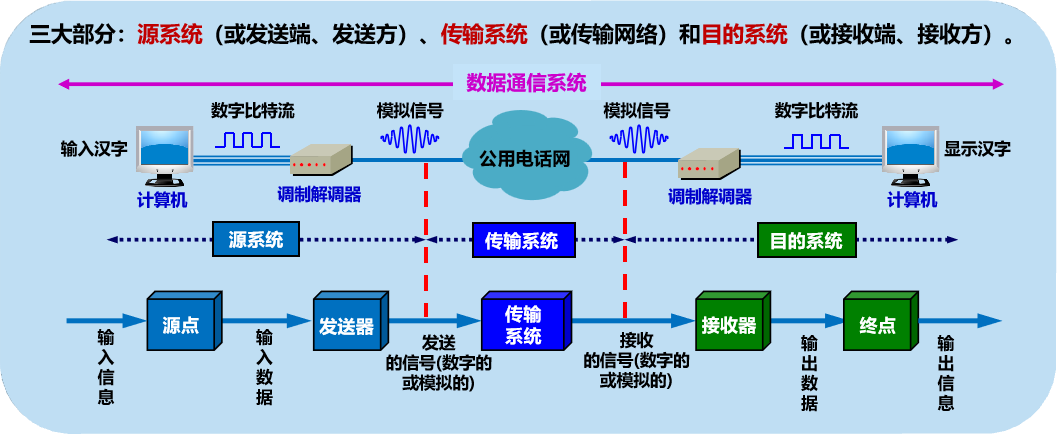 三大部分：源系统（或发送端、发送方）、传输系统（或传输网络）和目的系统（或接收端、接收方）。
数据通信系统
数字比特流
模拟信号
模拟信号
数字比特流
输入汉字
公用电话网
显示汉字
计算机
调制解调器
调制解调器
计算机
源系统
传输系统
目的系统
源点
发送器
传输
系统
接收器
终点
输入信息
输入数据
发送
的信号(数字的
或模拟的)
接收
的信号(数字的
或模拟的)
输出数据
输出信息